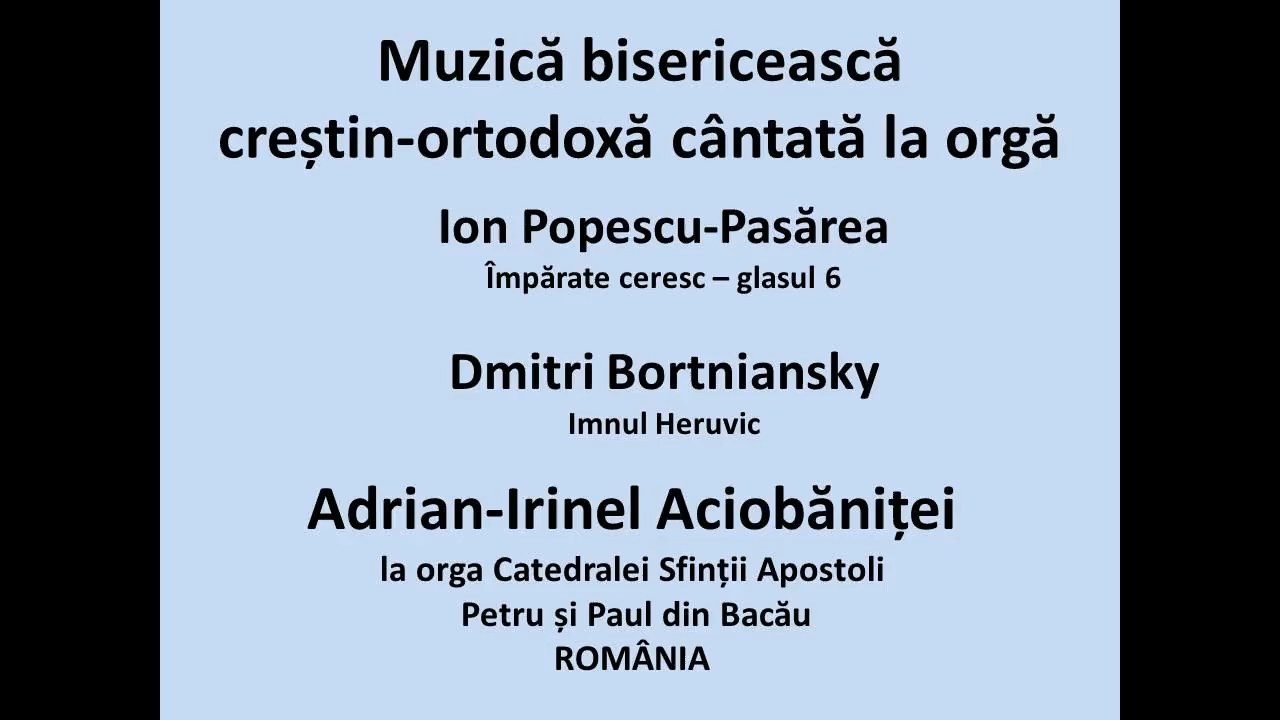 Muzică bisericească
creștin-ortodoxă cântată la orgă
Ion Popescu-Pasărea
Împărate ceresc – glasul 6
Dmitri Bortniansky
Imnul Heruvic
Adrian-Irinel Aciobăniței
la orga Catedralei Sfinții Apostoli
Petru și Paul din Bacău
ROMÂNIA